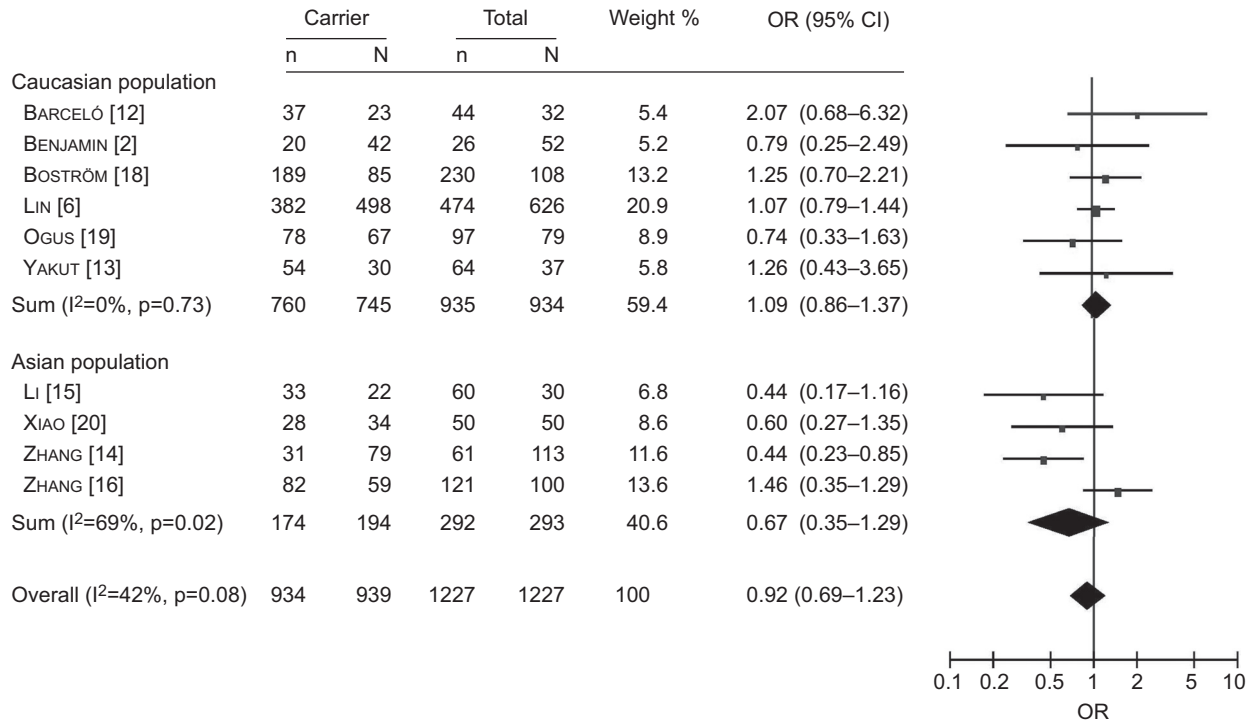 Carrier Total Weight % OR (95% CI)
n N n N
Caucasian population
BARCELÓ [12] 37 23 44 32 5.4 2.07 (0.68–6.32)
BENJAMIN [2] 20 42 26 52 5.2 0.79 (0.25–2.49)
BOSTRÖM [18] 189 85 230 108 13.2 1.25 (0.70–2.21)
LIN [6] 382 498 474 626 20.9 1.07 (0.79–1.44)
OGUS [19] 78 67 97 79 8.9 0.74 (0.33–1.63)
YAKUT [13] 54 30 64 37 5.8 1.26 (0.43–3.65)
Sum (I²=0%, p=0.73) 760 745 935 934 59.4 1.09 (0.86–1.37)
Asian population
LI [15] 33 22 60 30 6.8 0.44 (0.17–1.16)
XIAO [20] 28 34 50 50 8.6 0.60 (0.27–1.35)
ZHANG [14] 31 79 61 113 11.6 0.44 (0.23–0.85)
ZHANG [16] 82 59 121 100 13.6 1.46 (0.35–1.29)
Sum (I²=69%, p=0.02) 174 194 292 293 40.6 0.67 (0.35–1.29)
Overall (I²=42%, p=0.08) 934 939 1227 1227 100 0.92 (0.69–1.23)
0.1 0.2 0.5 1 2 5 10
OR